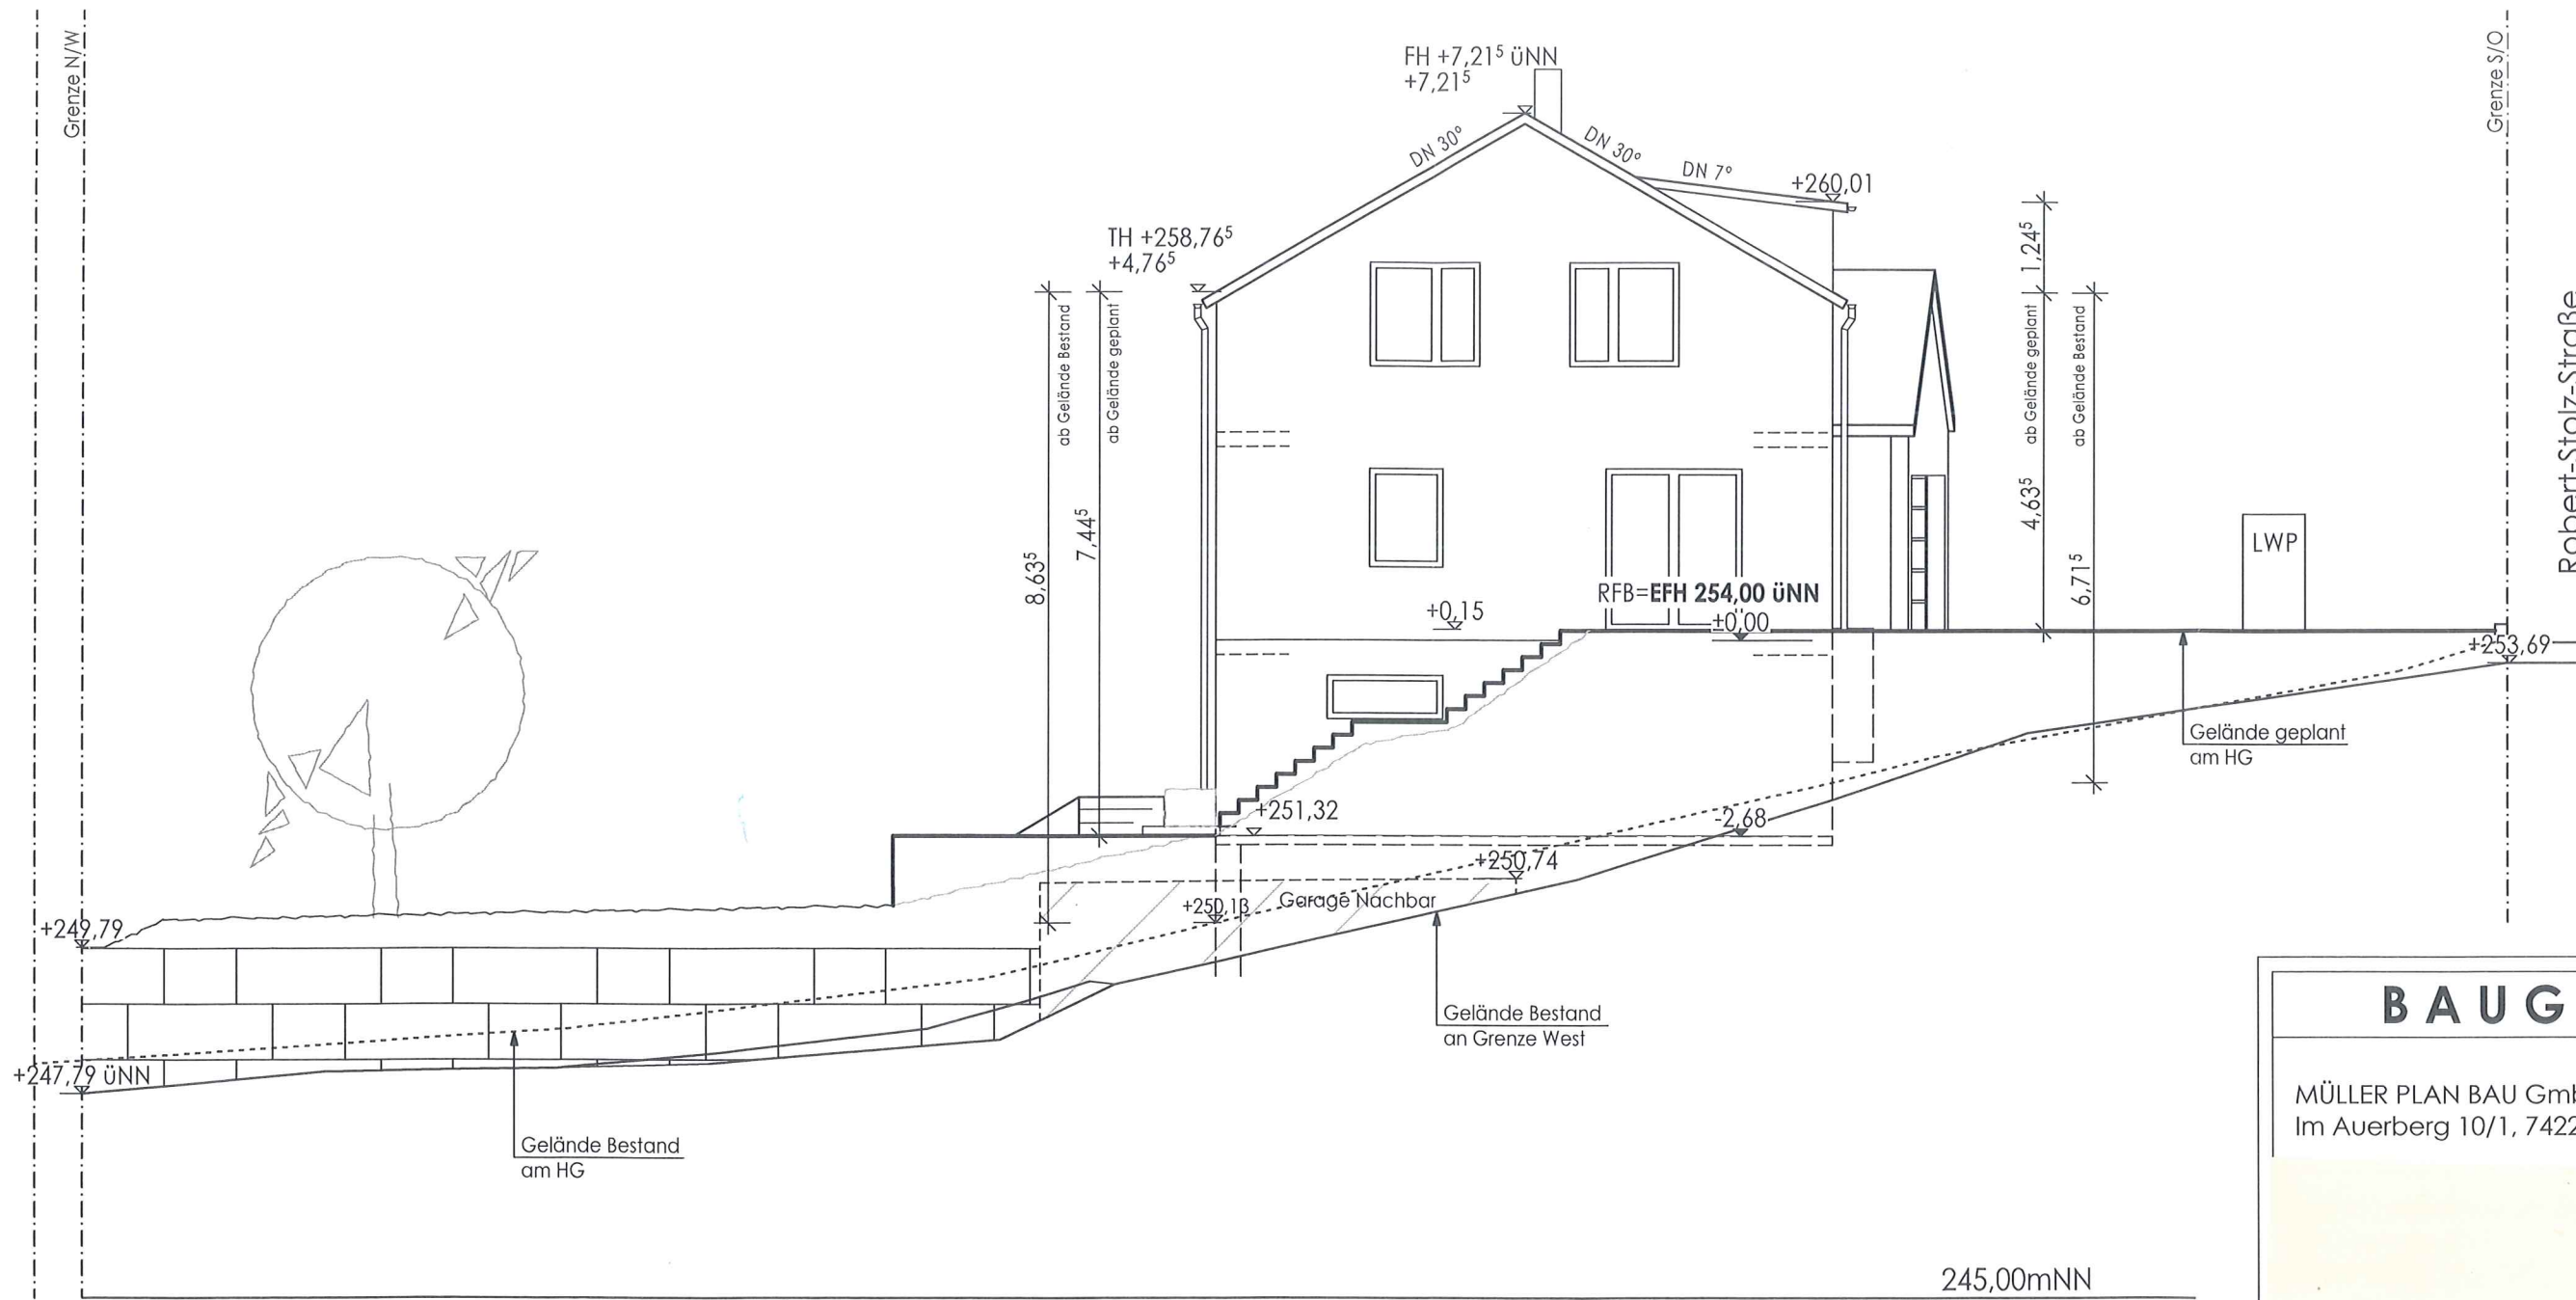 Grenze N/W
FH +7,21⁵ üNN
+7,21⁵
Grenze S/O
DN 30°
DN 30°
DN 7°
+260,01
TH +258,76⁵
+4,76⁵
1,24⁵
ab Gelände Bestand
ab Gelände geplant
ab Gelände geplant
ab Gelände Bestand
Robert-Stolz-Straße
8,63⁵
7,44⁵
4,63⁵
6,71⁵
LWP
RFB=EFH 254,00 üNN
+0,15
±0,00
+253,69
Gelände geplant
am HG
+251,32
-2,68
+250,74
Garage Nachbar
+250,13
+249,79
Gelände Bestand
an Grenze West
+247,79 üNN
Gelände Bestand
am HG
BAUG
MÜLLER PLAN BAU Gmb
Im Auerberg 10/1, 7422
245,00mNN